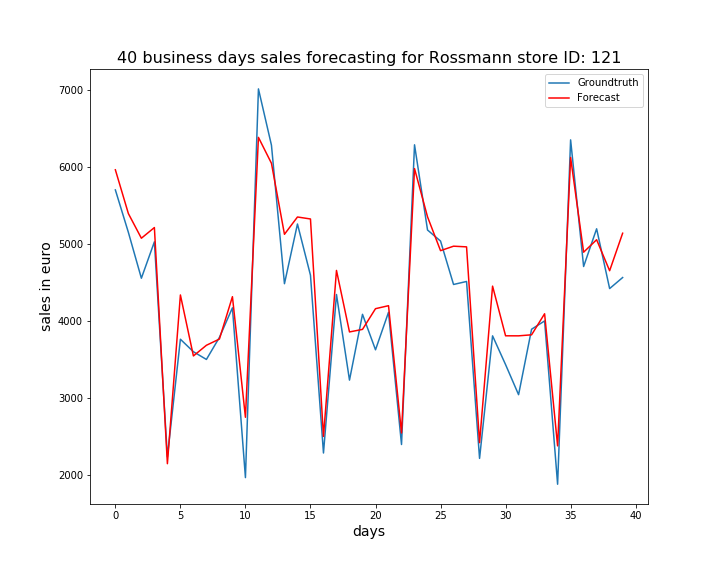 40 business days sales forecasting for Rossmann store ID: 121
Groundtruth
Forecast
7000
6000
5000
4000
3000
2000
sales in euro
0 5 10 15 20 25 30 35 40
days